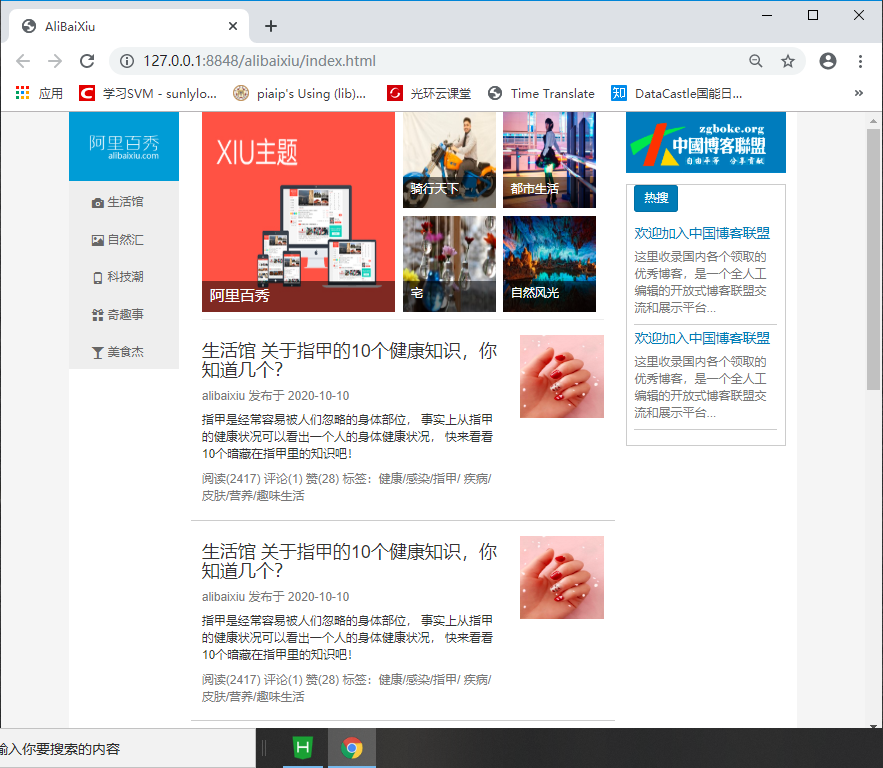 AliBaiXiu
127.0.0.1:8848/alibaixiu/index.html
应用
学习SVM - sunlylo...
piaip's Using (lib)...
光环云课堂
Time Translate
DataCastle国能日...
»
阿里百秀
alibaixiu.com
生活馆
自然汇
科技潮
奇趣事
美食杰
XIU主题
阿里百秀
骑行天下
都市生活
宅
自然风光
生活馆 关于指甲的10个健康知识，你
知道几个？
alibaixiu 发布于 2020-10-10
指甲是经常容易被人们忽略的身体部位， 事实上从指甲
的健康状况可以看出一个人的身体健康状况， 快来看看
10个暗藏在指甲里的知识吧！
阅读(2417) 评论(1) 赞(28) 标签：健康/感染/指甲/ 疾病/
皮肤/营养/趣味生活
生活馆 关于指甲的10个健康知识，你
知道几个？
alibaixiu 发布于 2020-10-10
指甲是经常容易被人们忽略的身体部位， 事实上从指甲
的健康状况可以看出一个人的身体健康状况， 快来看看
10个暗藏在指甲里的知识吧！
阅读(2417) 评论(1) 赞(28) 标签：健康/感染/指甲/ 疾病/
皮肤/营养/趣味生活
zgboke.org
中國博客聯盟
自由平等 分享贡献
热搜
欢迎加入中国博客联盟
这里收录国内各个领取的
优秀博客，是一个全人工
编辑的开放式博客联盟交
流和展示平台...
欢迎加入中国博客联盟
这里收录国内各个领取的
优秀博客，是一个全人工
编辑的开放式博客联盟交
流和展示平台...
输入你要搜索的内容